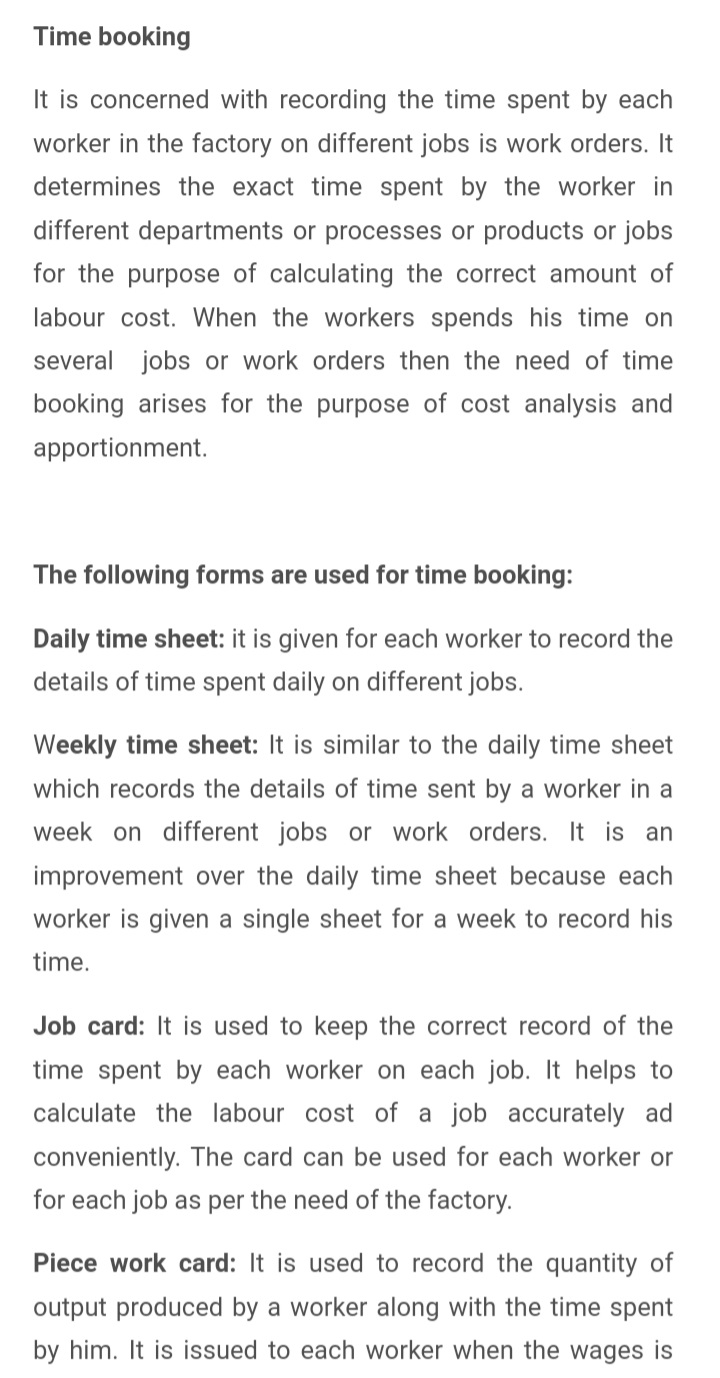 Time booking
It is concerned with recording the time spent by each
worker in the factory on different jobs is work orders. It
determines the exact time spent by the worker in
different departments or processes or products or jobs
for the purpose of calculating the correct amount of
labour cost. When the workers spends his time on
several jobs or work orders then the need of time
booking arises for the purpose of cost analysis and
apportionment.
The following forms are used for time booking:
Daily time sheet: it is given for each worker to record the
details of time spent daily on different jobs.
Weekly time sheet: It is similar to the daily time sheet
which records the details of time sent by a worker in a
week on different jobs or work orders. It is an
improvement over the daily time sheet because each
worker is given a single sheet for a week to record his
time.
Job card: It is used to keep the correct record of the
time spent by each worker on each job. It helps to
calculate the labour cost of a job accurately ad
conveniently. The card can be used for each worker or
for each job as per the need of the factory.
Piece work card: It is used to record the quantity of
output produced by a worker along with the time spent
by him. It is issued to each worker when the wages is